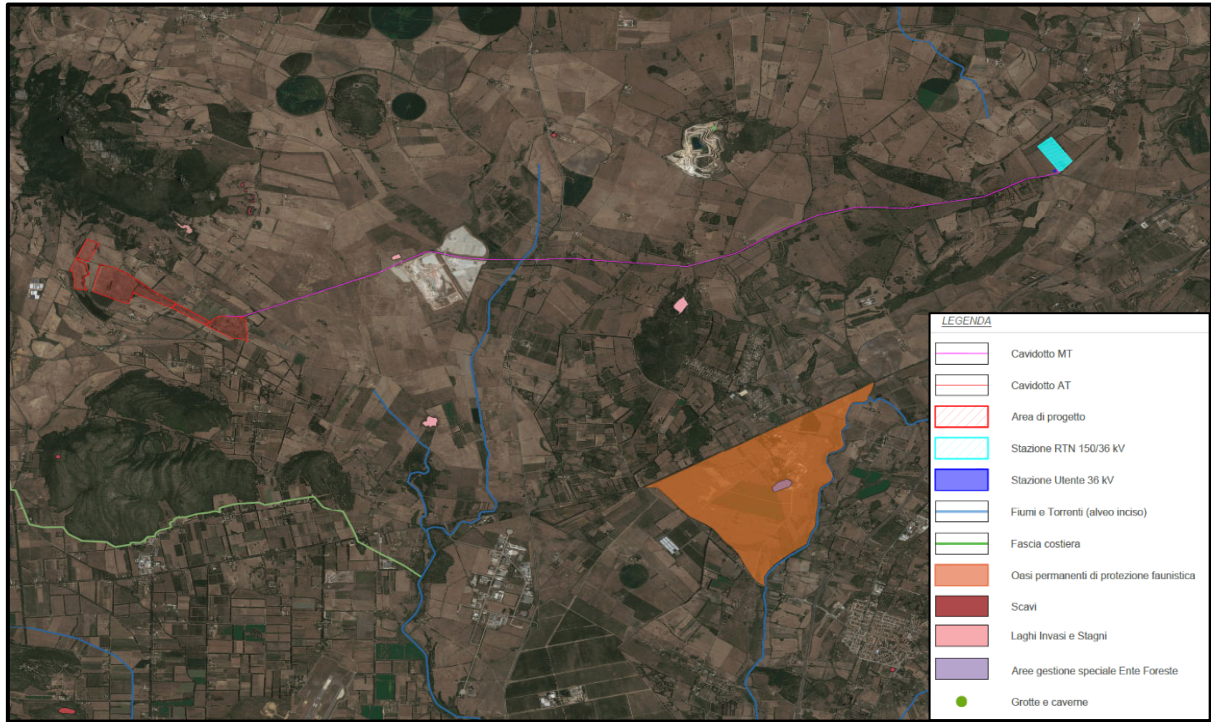 LEGENDA
Cavidotto MT
Cavidotto AT
Area di progetto
Stazione RTN 150/36 kV
Stazione Utente 36 kV
Fiumi e Torrenti (alveo inciso)
Fascia costiera
Oasi permanenti di protezione faunistica
Scavi
Laghi Invasi e Stagni
Aree gestione speciale Ente Foreste
Grotte e caverne